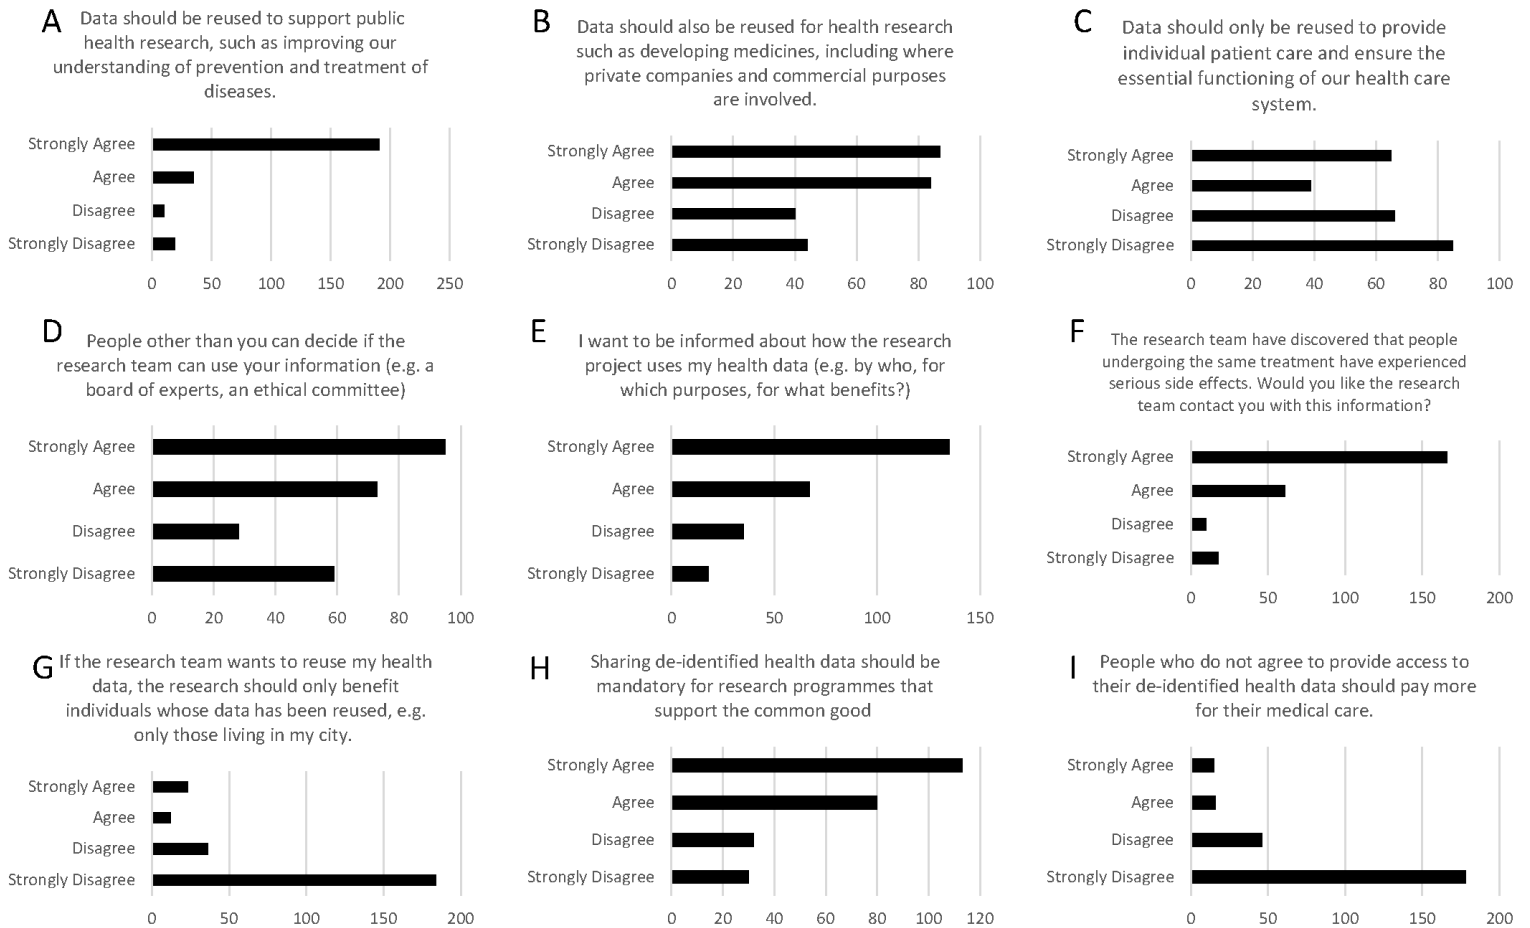 A
Data should be reused to support public
health research, such as improving our
understanding of prevention and treatment of
diseases.
Strongly Agree
Agree
Disagree
Strongly Disagree
0 50 100 150 200 250
B
Data should also be reused for health research
such as developing medicines, including where
private companies and commercial purposes
are involved.
Strongly Agree
Agree
Disagree
Strongly Disagree
0 20 40 60 80 100
C
Data should only be reused to provide
individual patient care and ensure the
essential functioning of our health care
system.
Strongly Agree
Agree
Disagree
Strongly Disagree
0 20 40 60 80 100
D
People other than you can decide if the
research team can use your information (e.g. a
board of experts, an ethical committee)
Strongly Agree
Agree
Disagree
Strongly Disagree
0 20 40 60 80 100
E
I want to be informed about how the research
project uses my health data (e.g. by who, for
which purposes, for what benefits?)
Strongly Agree
Agree
Disagree
Strongly Disagree
0 50 100 150
F
The research team have discovered that people
undergoing the same treatment have experienced
serious side effects. Would you like the research
team contact you with this information?
Strongly Agree
Agree
Disagree
Strongly Disagree
0 50 100 150 200
G
If the research team wants to reuse my health
data, the research should only benefit
individuals whose data has been reused, e.g.
only those living in my city.
Strongly Agree
Agree
Disagree
Strongly Disagree
0 50 100 150 200
H
Sharing de-identified health data should be
mandatory for research programmes that
support the common good
Strongly Agree
Agree
Disagree
Strongly Disagree
0 20 40 60 80 100 120
I
People who do not agree to provide access to
their de-identified health data should pay more
for their medical care.
Strongly Agree
Agree
Disagree
Strongly Disagree
0 50 100 150 200